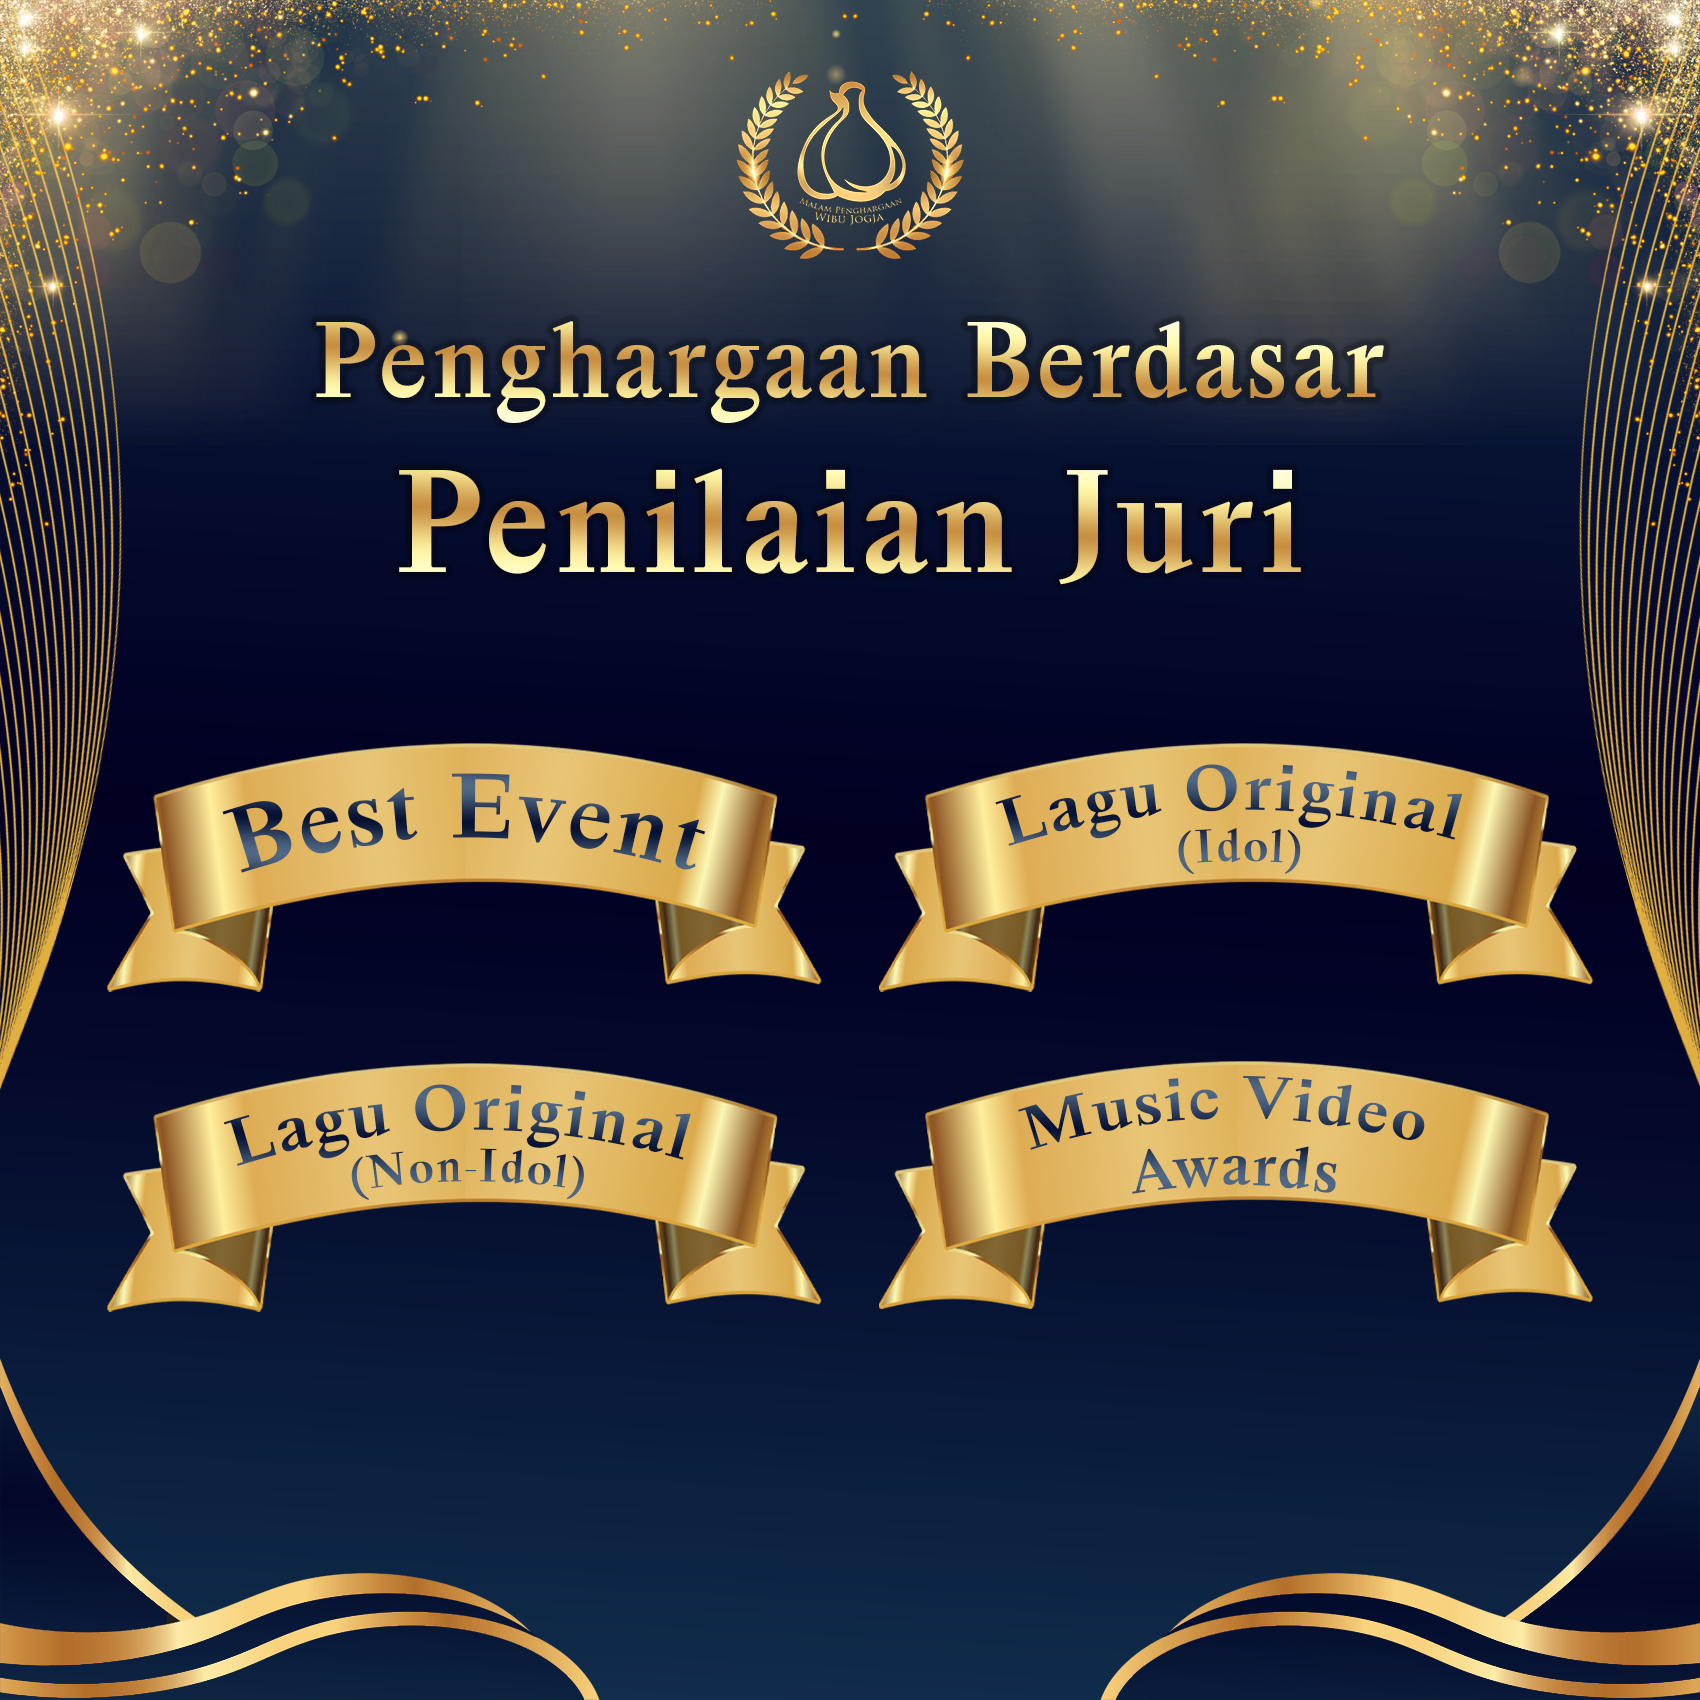 MALAM PENGHARGAAN
WIBU JOGJA
Penghargaan Berdasar
Penilaian Juri
Best Event
Lagu Original
(Idol)
Lagu Original
(Non-Idol)
Music Video
Awards